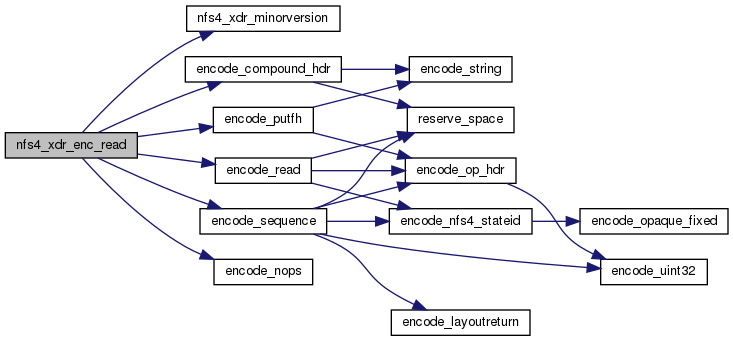 nfs4_xdr_minorversion
encode_compound_hdr
encode_string
encode_putfh
reserve_space
nfs4_xdr_enc_read
encode_read
encode_op_hdr
encode_sequence
encode_nfs4_stateid
encode_opaque_fixed
encode_nops
encode_uint32
encode_layoutreturn